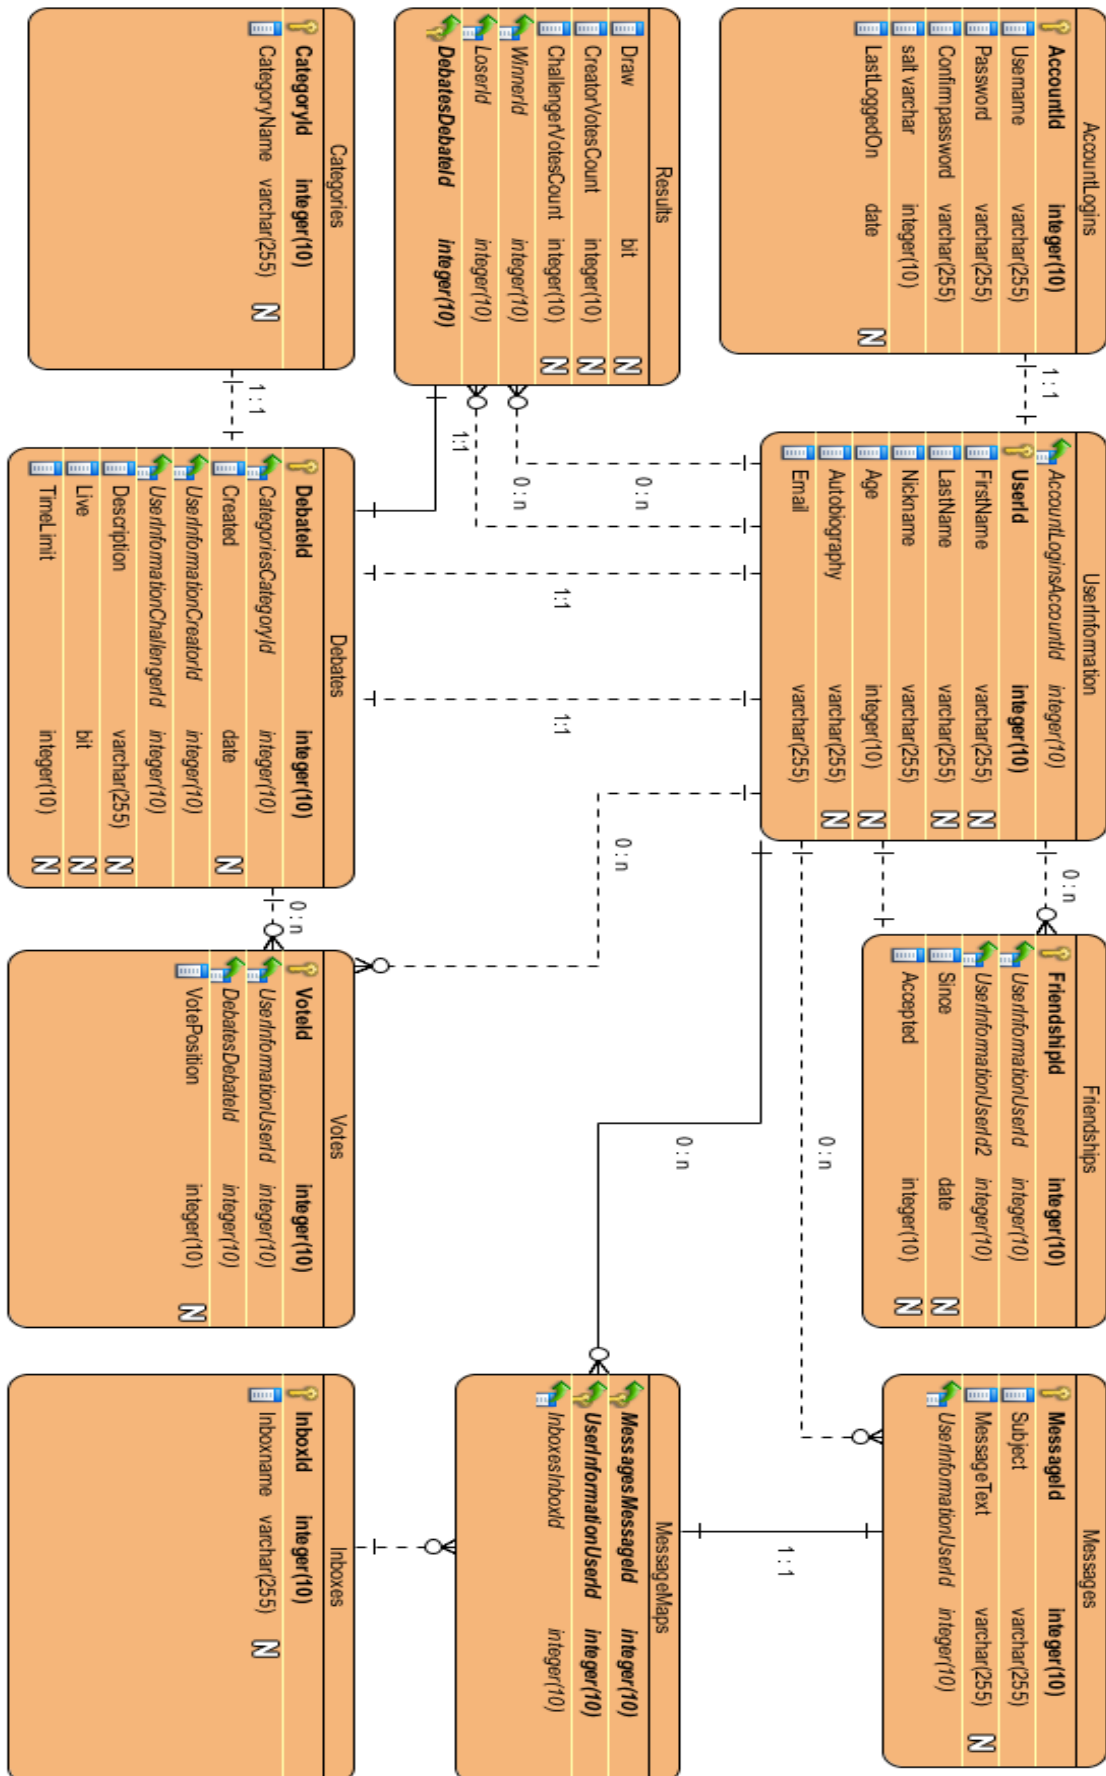 AccountLogins
AccountId integer(10)
Username varchar(255)
Password varchar(255)
Confirmpassword varchar(255)
salt varchar integer(10)
LastLoggedOn date N
1 : 1
UserInformation
AccountLoginsAccountId integer(10)
UserId integer(10)
FirstName varchar(255) N
LastName varchar(255) N
Nickname varchar(255)
Age integer(10) N
Autobiography varchar(255) N
Email varchar(255)
0 : n
Friendships
FriendshipId integer(10)
UserInformationUserId integer(10)
UserInformationUserId2 integer(10)
Since date N
Accepted integer(10) N
Messages
MessageId integer(10)
Subject varchar(255)
MessageText varchar(255) N
UserInformationUserId integer(10)
0 : n
0 : n
0 : n
1:1
1:1
0 : n
0 : n
1 : 1
Results
Draw bit N
CreatorVotesCount integer(10) N
ChallengerVotesCount integer(10) N
WinnerId integer(10)
LoserId integer(10)
DebatesDebateId integer(10)
1:1
MessageMaps
MessagesMessageId integer(10)
UserInformationUserId integer(10)
InboxesInboxId integer(10)
Categories
CategoryId integer(10)
CategoryName varchar(255) N
1 : 1
Debates
DebateId integer(10)
CategoriesCategoryId integer(10)
Created date N
UserInformationCreatorId integer(10)
UserInformationChallengerId integer(10)
Description varchar(255) N
Live bit N
TimeLimit integer(10) N
0 : n
Votes
VoteId integer(10)
UserInformationUserId integer(10)
DebatesDebateId integer(10)
VotePosition integer(10) N
Inboxes
InboxId integer(10)
Inboxname varchar(255) N